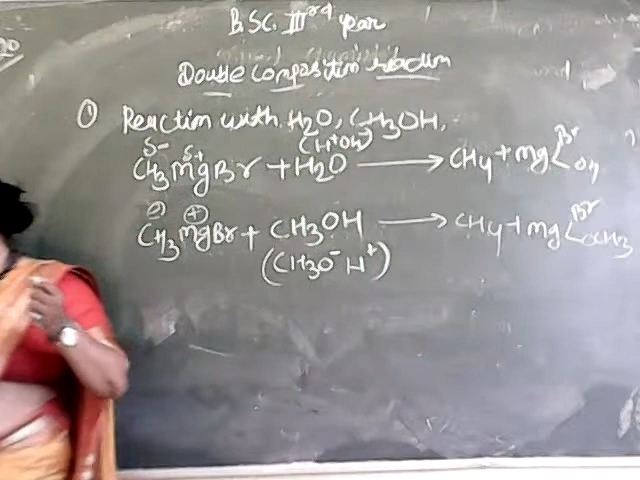 B.SC. IIIrd year
Double composition reaction
① Reaction with H2O, CH3OH,
(H+OH-)
δ- δ+
CH3MgBr + H2O → CH4 + Mg < Br OH
⊖ ⊕
CH3MgBr + CH3OH → CH4 + Mg < Br OCH3
(CH3O- H+)